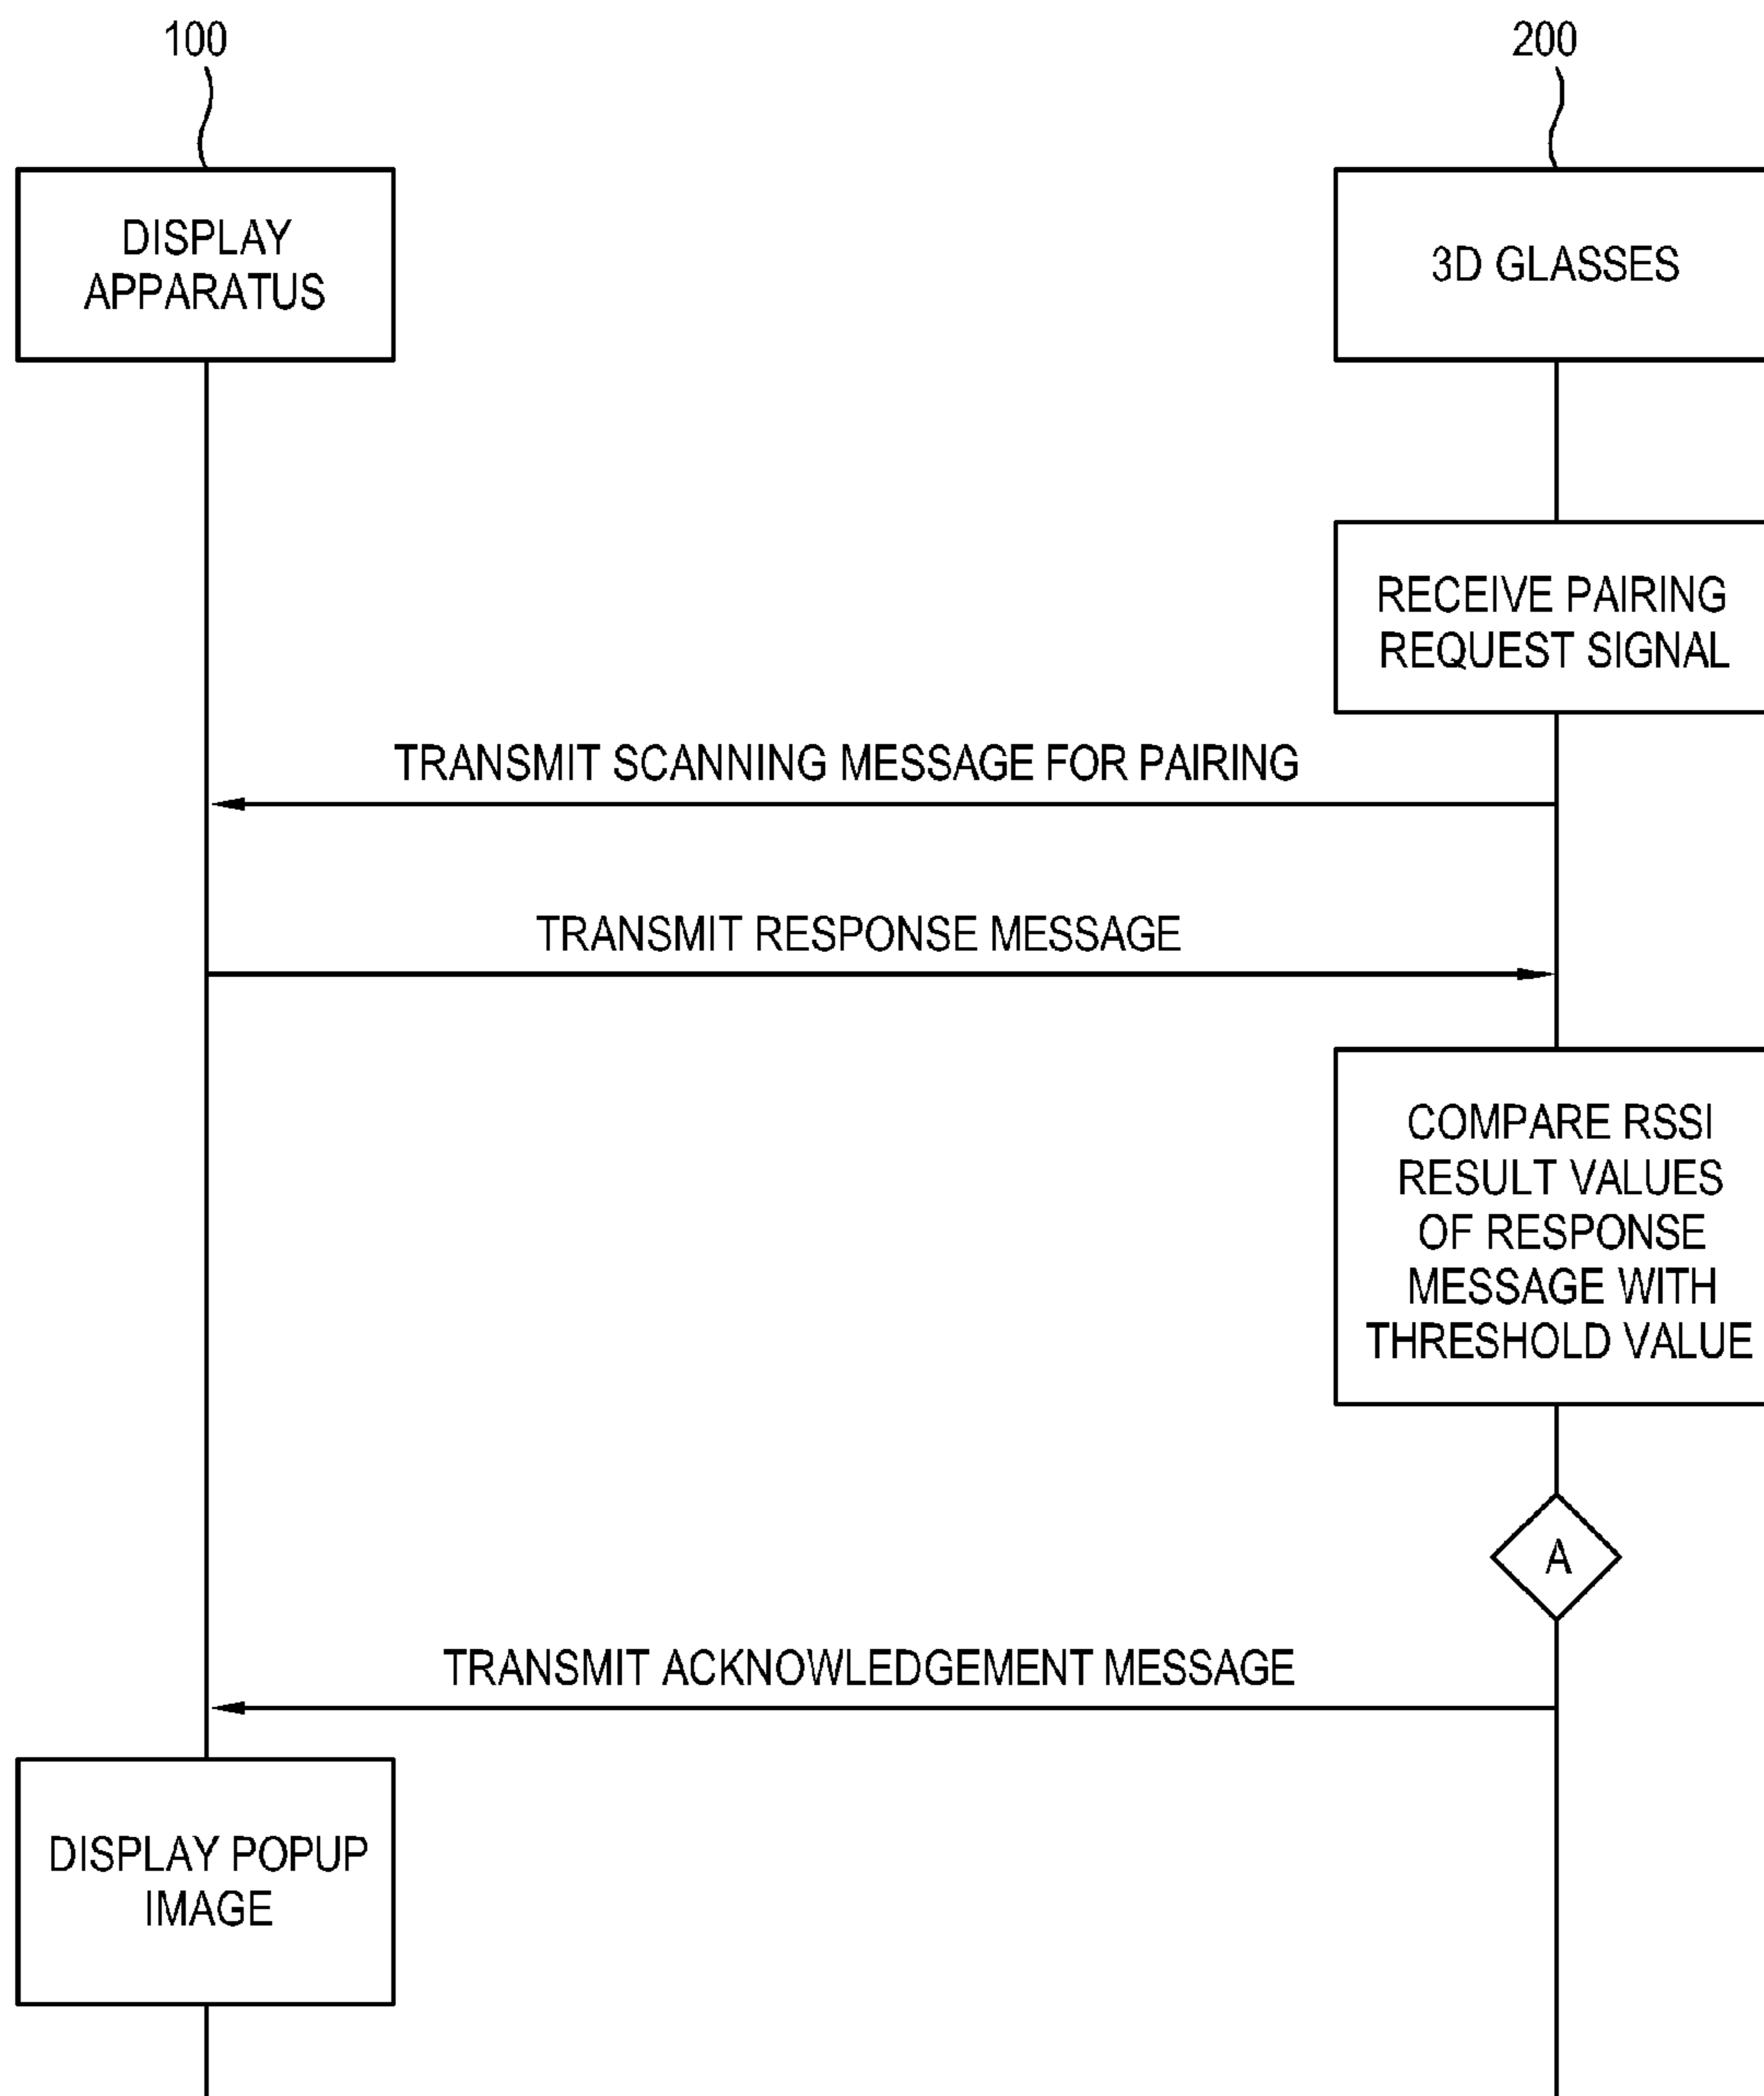 100
200
DISPLAY
APPARATUS
3D GLASSES
RECEIVE PAIRING
REQUEST SIGNAL
TRANSMIT SCANNING MESSAGE FOR PAIRING
TRANSMIT RESPONSE MESSAGE
COMPARE RSSI
RESULT VALUES
OF RESPONSE
MESSAGE WITH
THRESHOLD VALUE
A
TRANSMIT ACKNOWLEDGEMENT MESSAGE
DISPLAY POPUP
IMAGE